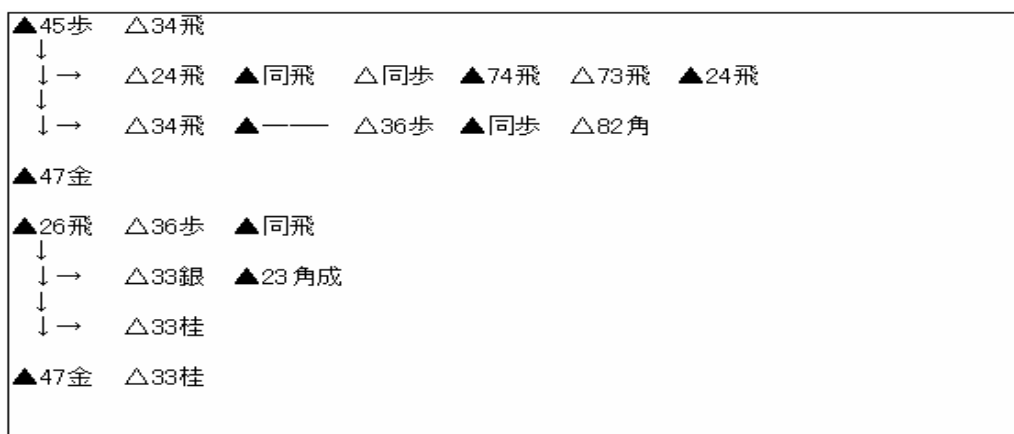 ▲45歩　△34飛
↓
↓→　△24飛　▲同飛　△同歩　▲74飛　△73飛　▲24飛
↓
↓→　△34飛　▲――　△36歩　▲同歩　△82角
▲47金
▲26飛　△36歩　▲同飛
↓
↓→　△33銀　▲23角成
↓
↓→　△33桂
▲47金　△33桂